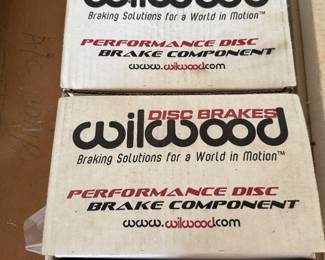 wilwood
Braking Solutions for a World in Motion™
PERFORMANCE DISC
BRAKE COMPONENT
www.wilwood.com
DISC BRAKES
wilwood
Braking Solutions for a World in Motion™
PERFORMANCE DISC
BRAKE COMPONENT
www.wilwood.com